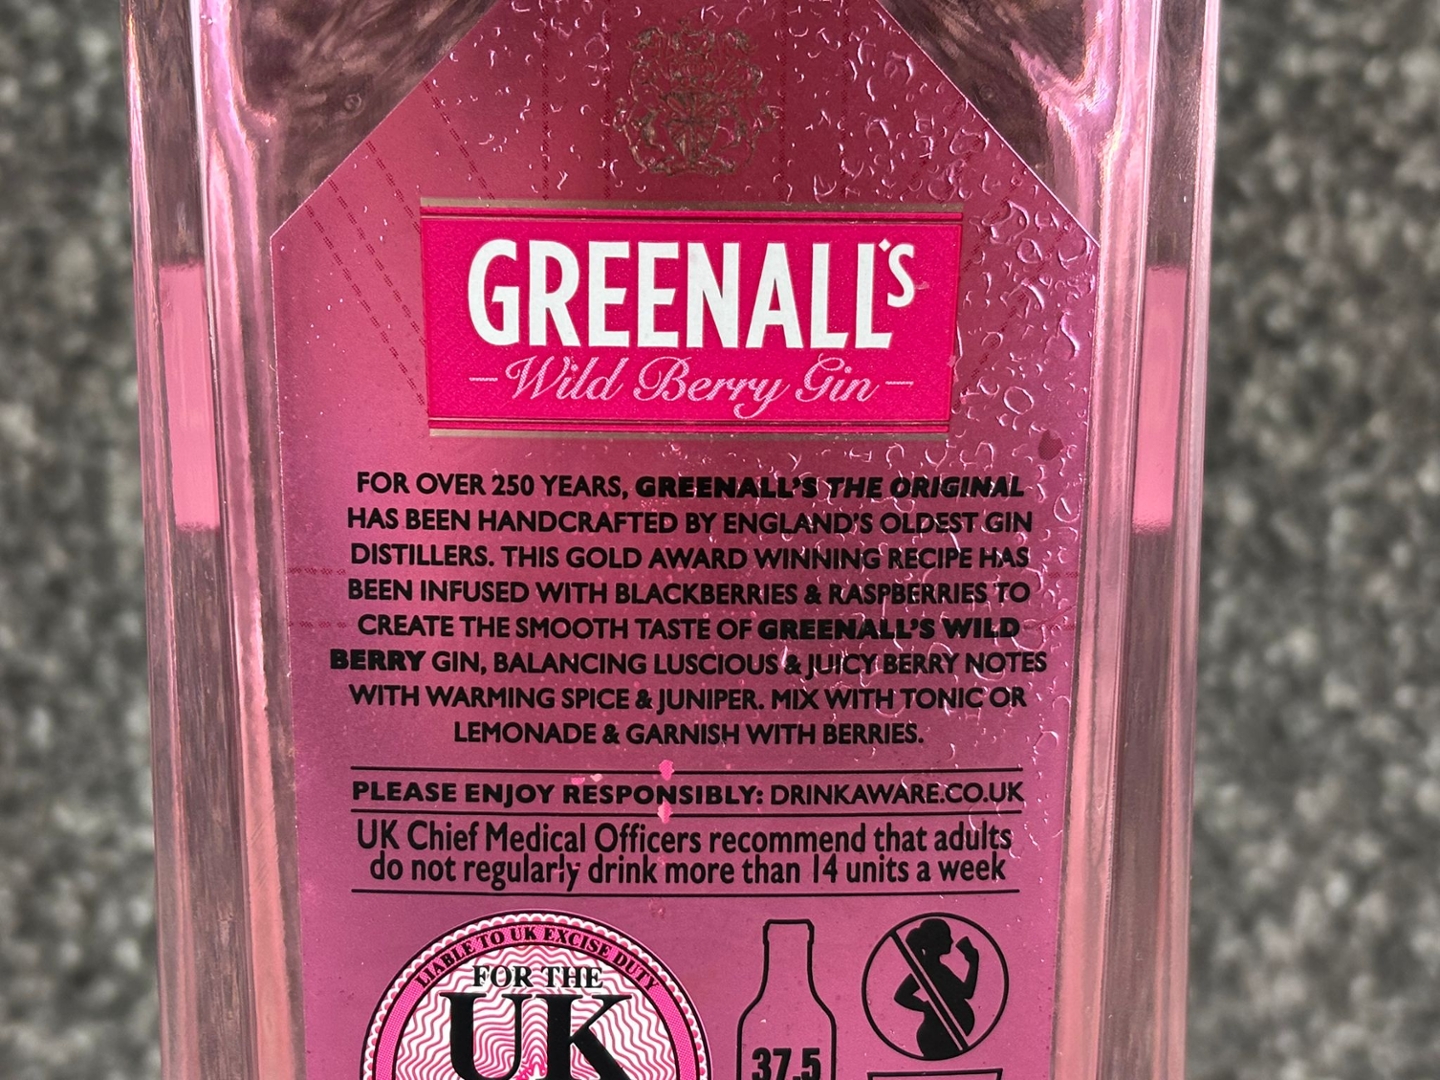 GREENALL'S
Wild Berry Gin
FOR OVER 250 YEARS, GREENALL'S THE ORIGINAL
HAS BEEN HANDCRAFTED BY ENGLAND'S OLDEST GIN
DISTILLERS. THIS GOLD AWARD WINNING RECIPE HAS
BEEN INFUSED WITH BLACKBERRIES & RASPBERRIES TO
CREATE THE SMOOTH TASTE OF GREENALL'S WILD
BERRY GIN, BALANCING LUSCIOUS & JUICY BERRY NOTES
WITH WARMING SPICE & JUNIPER. MIX WITH TONIC OR
LEMONADE & GARNISH WITH BERRIES.
PLEASE ENJOY RESPONSIBLY: DRINKAWARE.CO.UK
UK Chief Medical Officers recommend that adults
do not regularly drink more than 14 units a week
LIABLE TO UK EXCISE DUTY
FOR THE
UK
37.5